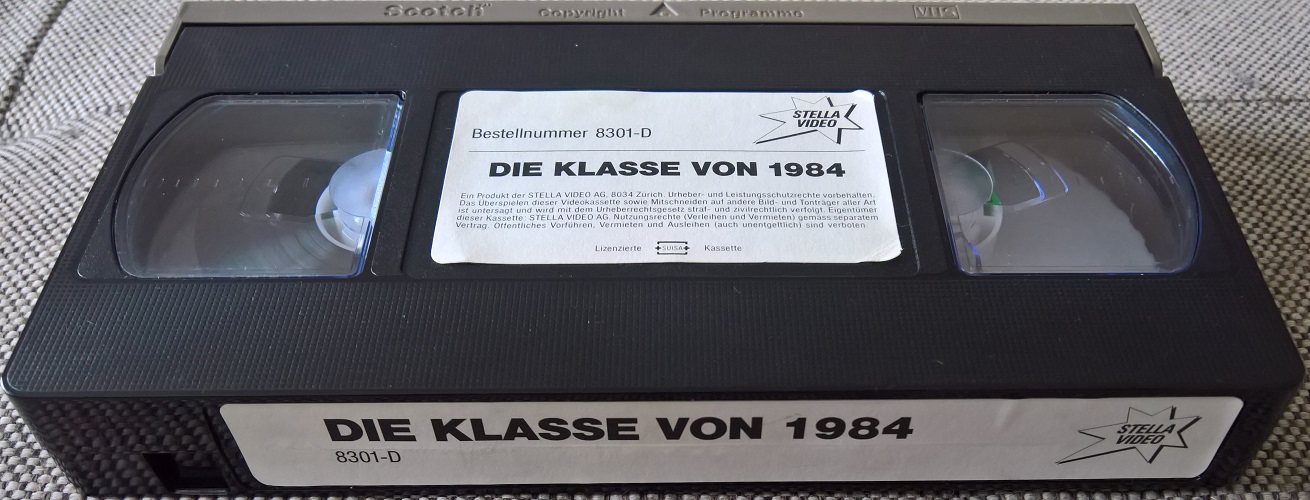 Scotch™ Copyright Programme VHS
STELLA
VIDEO
Bestellnummer 8301-D
DIE KLASSE VON 1984
Ein Produkt der STELLA VIDEO AG, 8034 Zürich. Urheber- und Leistungsschutzrechte vorbehalten.
Das Überspielen dieser Videokassette sowie Mitschneiden auf andere Bild- und Tonträger aller Art
ist untersagt und wird mit dem Urheberrechtsgesetz straf- und zivilrechtlich verfolgt. Eigentümer
dieser Kassette: STELLA VIDEO AG. Nutzungsrechte (Verleihen und Vermieten) gemäss separatem
Vertrag. Öffentliches Vorführen, Vermieten und Ausleihen (auch unentgeltlich) sind verboten.
Lizenzierte SUISA Kassette
DIE KLASSE VON 1984
8301-D
STELLA
VIDEO